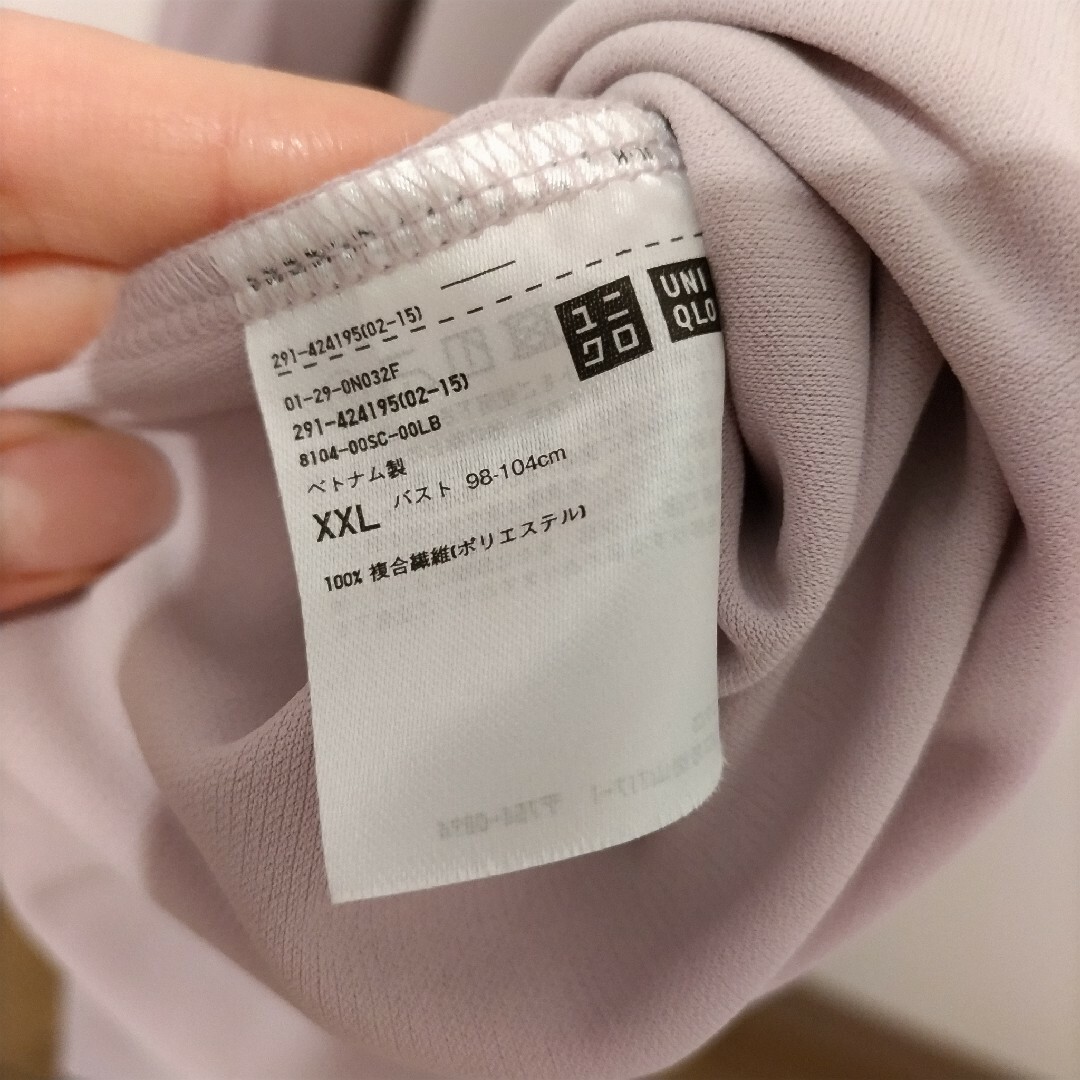 291-424195(02-15)
ユニクロ
UNI
QLO
01-29-0N032F
291-424195(02-15)
8104-00SC-00LB
ベトナム製
XXL バスト 98-104cm
100% 複合繊維(ポリエステル)